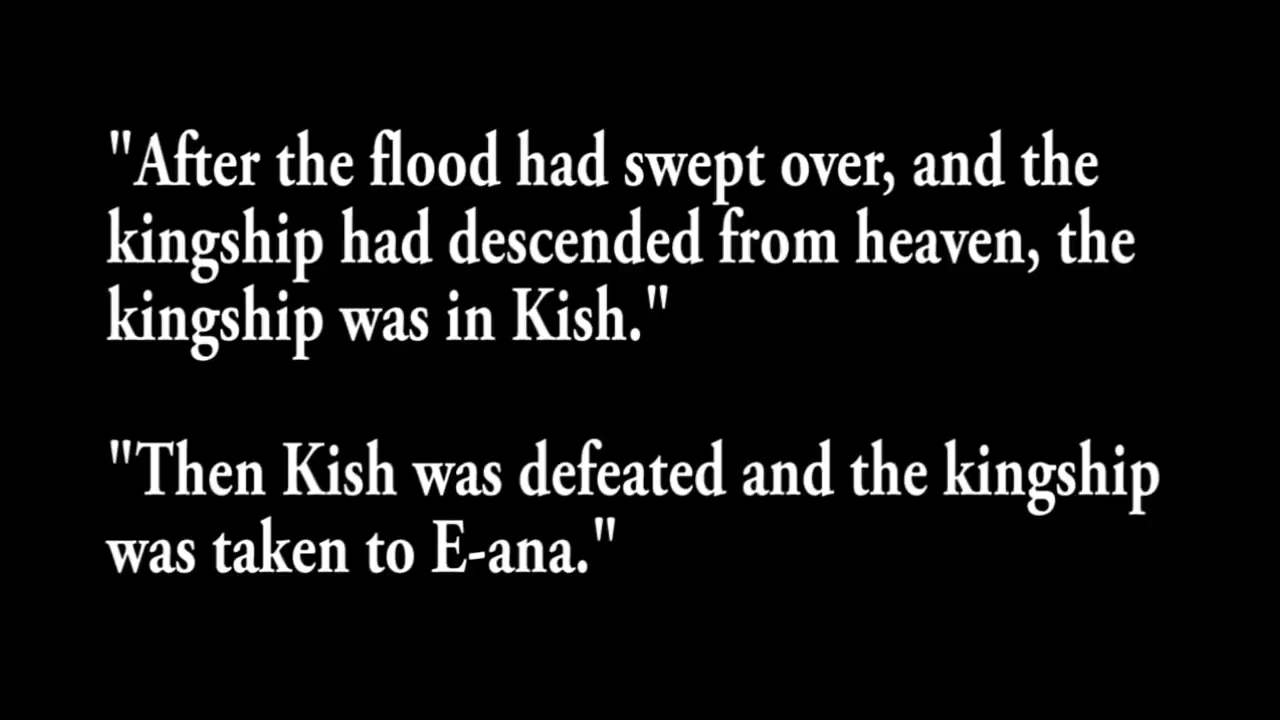 "After the flood had swept over, and the
kingship had descended from heaven, the
kingship was in Kish."
"Then Kish was defeated and the kingship
was taken to E-ana."